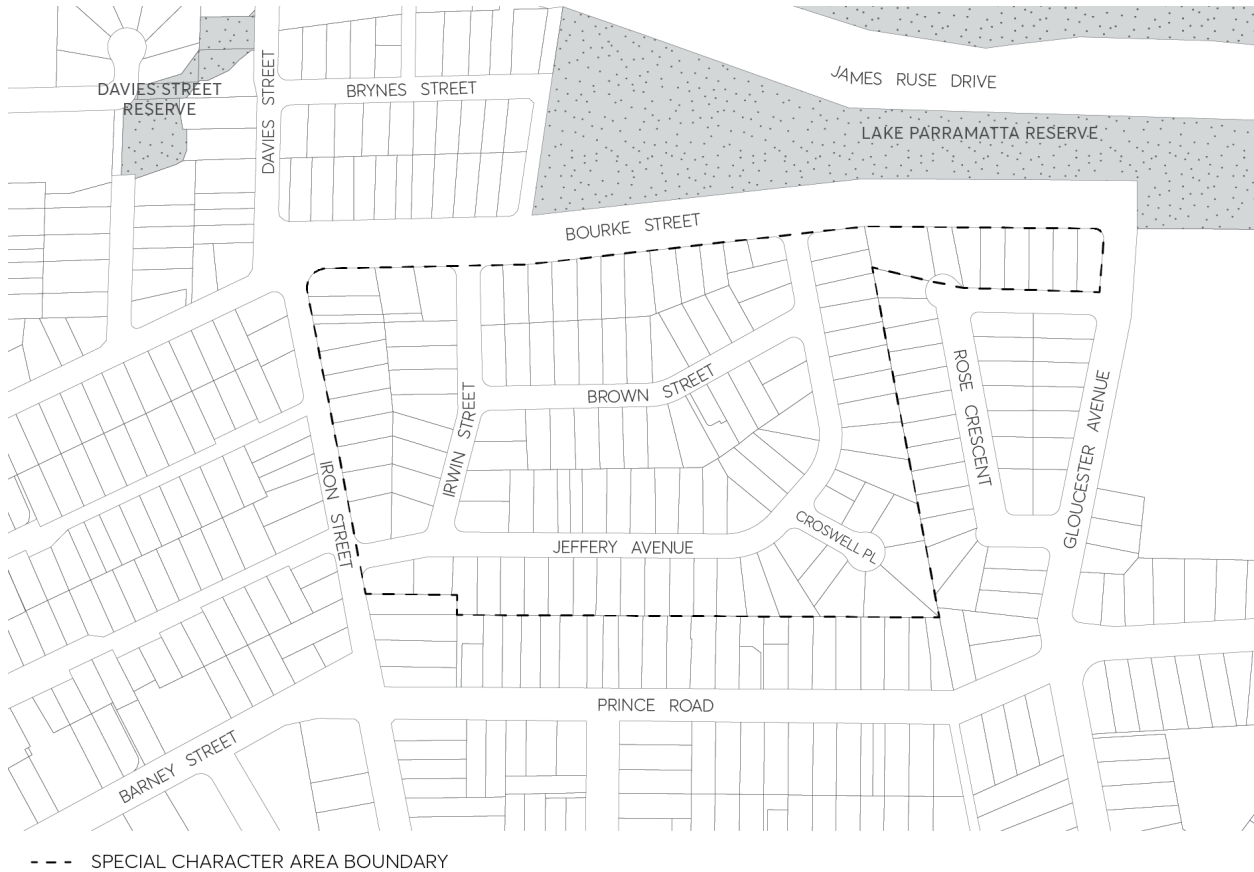 JAMES RUSE DRIVE
DAVIES STREET
RESERVE
DAVIES STREET
BRYNES STREET
LAKE PARRAMATTA RESERVE
BOURKE STREET
ROSE CRESCENT
GLOUCESTER AVENUE
BROWN STREET
IRWIN STREET
IRON STREET
CROSWELL PL
JEFFERY AVENUE
PRINCE ROAD
BARNEY STREET
SPECIAL CHARACTER AREA BOUNDARY